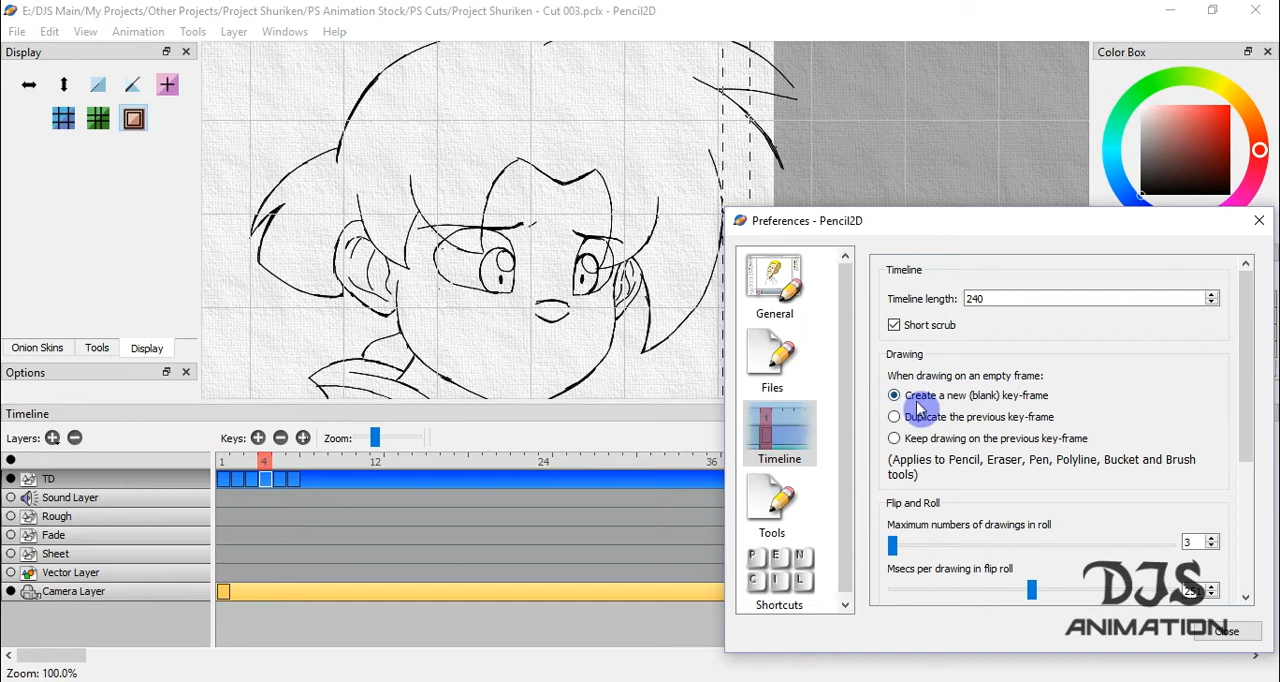 E:/DJS Main/My Projects/Other Projects/Project Shuriken/PS Animation Stock/PS Cuts/Project Shuriken - Cut 003.pclx - Pencil2D
File Edit View Animation Tools Layer Windows Help
Display
Color Box
Preferences - Pencil2D
General
Files
Timeline
Tools
Shortcuts
Timeline
Timeline length: 240
Short scrub
Drawing
When drawing on an empty frame:
Create a new (blank) key-frame
Duplicate the previous key-frame
Keep drawing on the previous key-frame
(Applies to Pencil, Eraser, Pen, Polyline, Bucket and Brush
tools)
Flip and Roll
Maximum numbers of drawings in roll
3
Msecs per drawing in flip roll
Close
DJS
ANIMATION
Onion Skins Tools Display
Options
Timeline
Layers: Keys: Zoom:
1 4 12 24 36
TD
Sound Layer
Rough
Fade
Sheet
Vector Layer
Camera Layer
Zoom: 100.0%